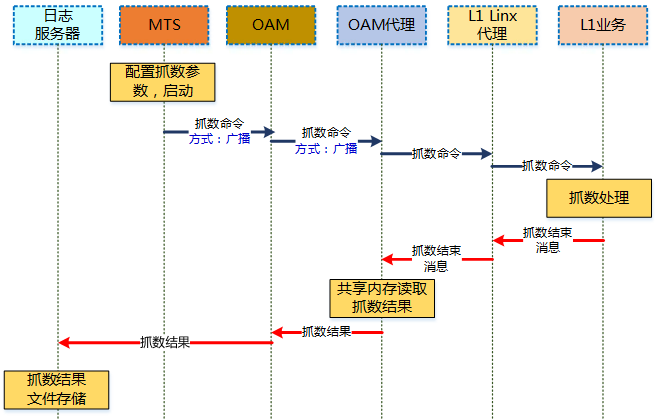 日志
服务器
MTS
OAM
OAM代理
L1 Linx
代理
L1业务
配置抓数参
数，启动
抓数命令
方式：广播
抓数命令
方式：广播
抓数命令
抓数命令
抓数处理
抓数结束
消息
抓数结束
消息
共享内存读取
抓数结果
抓数结果
抓数结果
抓数结果
文件存储